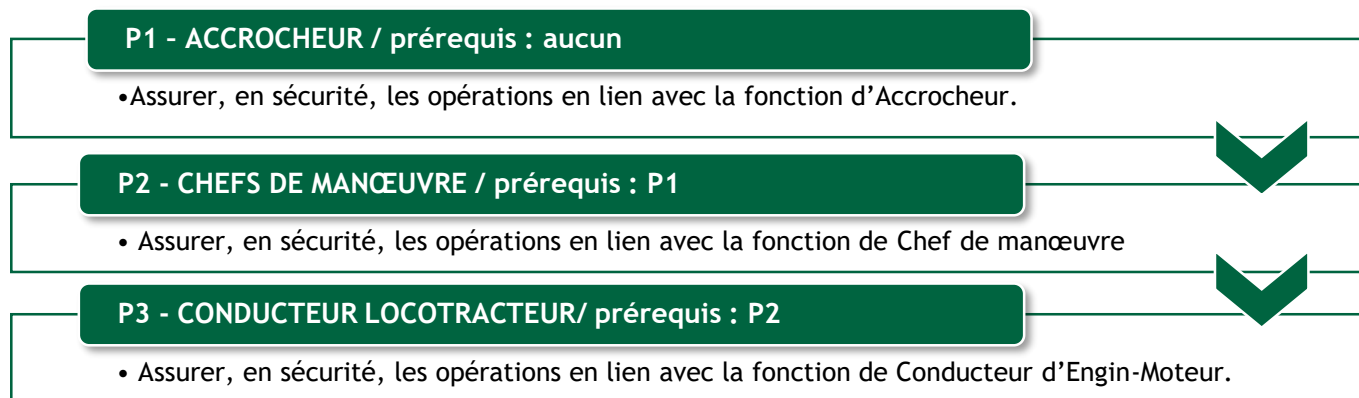 P1 – ACCROCHEUR / prérequis : aucun
•Assurer, en sécurité, les opérations en lien avec la fonction d’Accrocheur.
P2 - CHEFS DE MANŒUVRE / prérequis : P1
• Assurer, en sécurité, les opérations en lien avec la fonction de Chef de manœuvre
P3 - CONDUCTEUR LOCOTRACTEUR/ prérequis : P2
• Assurer, en sécurité, les opérations en lien avec la fonction de Conducteur d’Engin-Moteur.